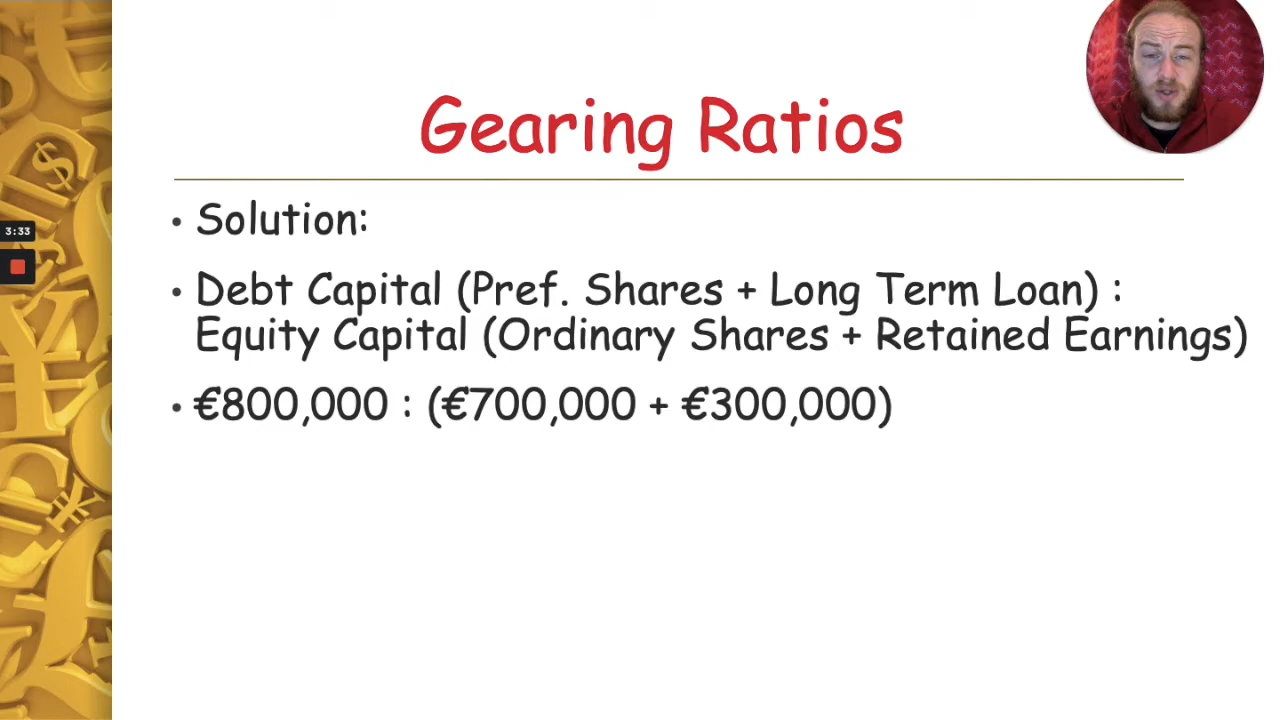 Gearing Ratios
• Solution:
• Debt Capital (Pref. Shares + Long Term Loan) :
Equity Capital (Ordinary Shares + Retained Earnings)
• €800,000 : (€700,000 + €300,000)
3:33